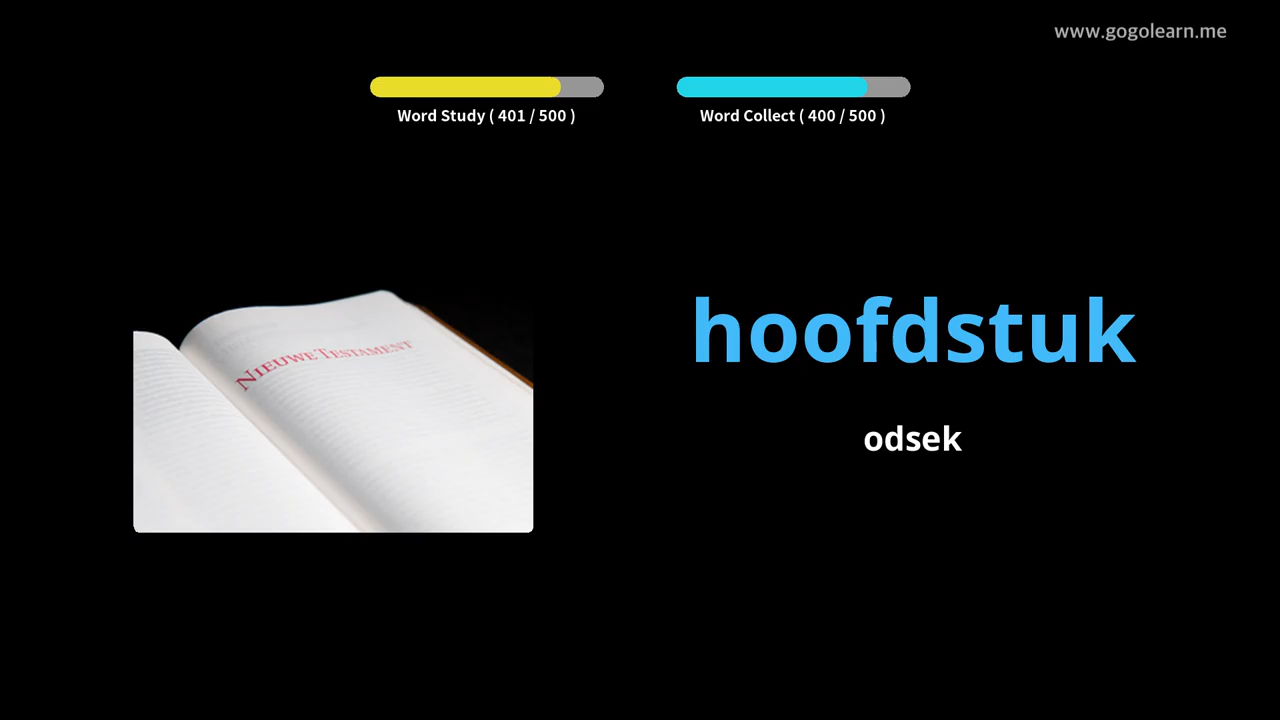 www.gogolearn.me
Word Study ( 401 / 500 )
Word Collect ( 400 / 500 )
NIEUWE TESTAMENT
hoofdstuk
odsek